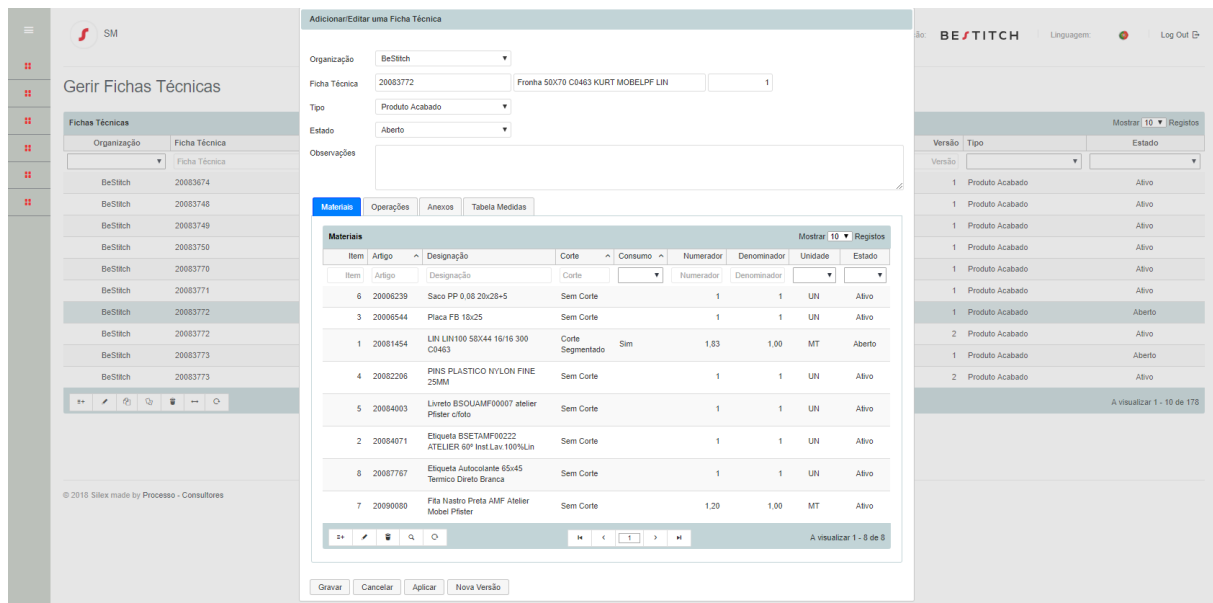 SM
Gerir Fichas Técnicas
BESTITCH
Linguagem:
Log Out
Fichas Técnicas
Mostrar 10 Registos
Organização Ficha Técnica Versão Tipo Estado
Ficha Técnica Versão
BeStitch 20083674 1 Produto Acabado Ativo
BeStitch 20083748 1 Produto Acabado Ativo
BeStitch 20083749 1 Produto Acabado Ativo
BeStitch 20083750 1 Produto Acabado Ativo
BeStitch 20083770 1 Produto Acabado Ativo
BeStitch 20083771 1 Produto Acabado Ativo
BeStitch 20083772 1 Produto Acabado Aberto
BeStitch 20083772 2 Produto Acabado Ativo
BeStitch 20083773 1 Produto Acabado Aberto
BeStitch 20083773 2 Produto Acabado Ativo
A visualizar 1 - 10 de 178
© 2018 Silex made by Processo - Consultores
Adicionar/Editar uma Ficha Técnica
Organização BeStitch
Ficha Técnica 20083772 Fronha 50X70 C0463 KURT MOBELPF LIN 1
Tipo Produto Acabado
Estado Aberto
Observações
Materiais Operações Anexos Tabela Medidas
Materiais Mostrar 10 Registos
Item Artigo Designação Corte Consumo Numerador Denominador Unidade Estado
Item Artigo Designação Corte Numerador Denominador
6 20006239 Saco PP 0,08 20x28+5 Sem Corte 1 1 UN Ativo
3 20006544 Placa FB 18x25 Sem Corte 1 1 UN Ativo
1 20081454 LIN LIN100 58X44 16/16 300 C0463 Corte Segmentado Sim 1,83 1,00 MT Aberto
4 20082206 PINS PLASTICO NYLON FINE 25MM Sem Corte 1 1 UN Ativo
5 20084003 Livreto BSOUAMF00007 atelier Pfister c/foto Sem Corte 1 1 UN Ativo
2 20084071 Etiqueta BSETAMF00222 ATELIER 60º Inst.Lav.100%Lin Sem Corte 1 1 UN Ativo
8 20087767 Etiqueta Autocolante 65x45 Termico Direto Branca Sem Corte 1 1 UN Ativo
7 20090080 Fita Nastro Preta AMF Atelier Mobel Pfister Sem Corte 1,20 1,00 MT Ativo
1
A visualizar 1 - 8 de 8
Gravar Cancelar Aplicar Nova Versão